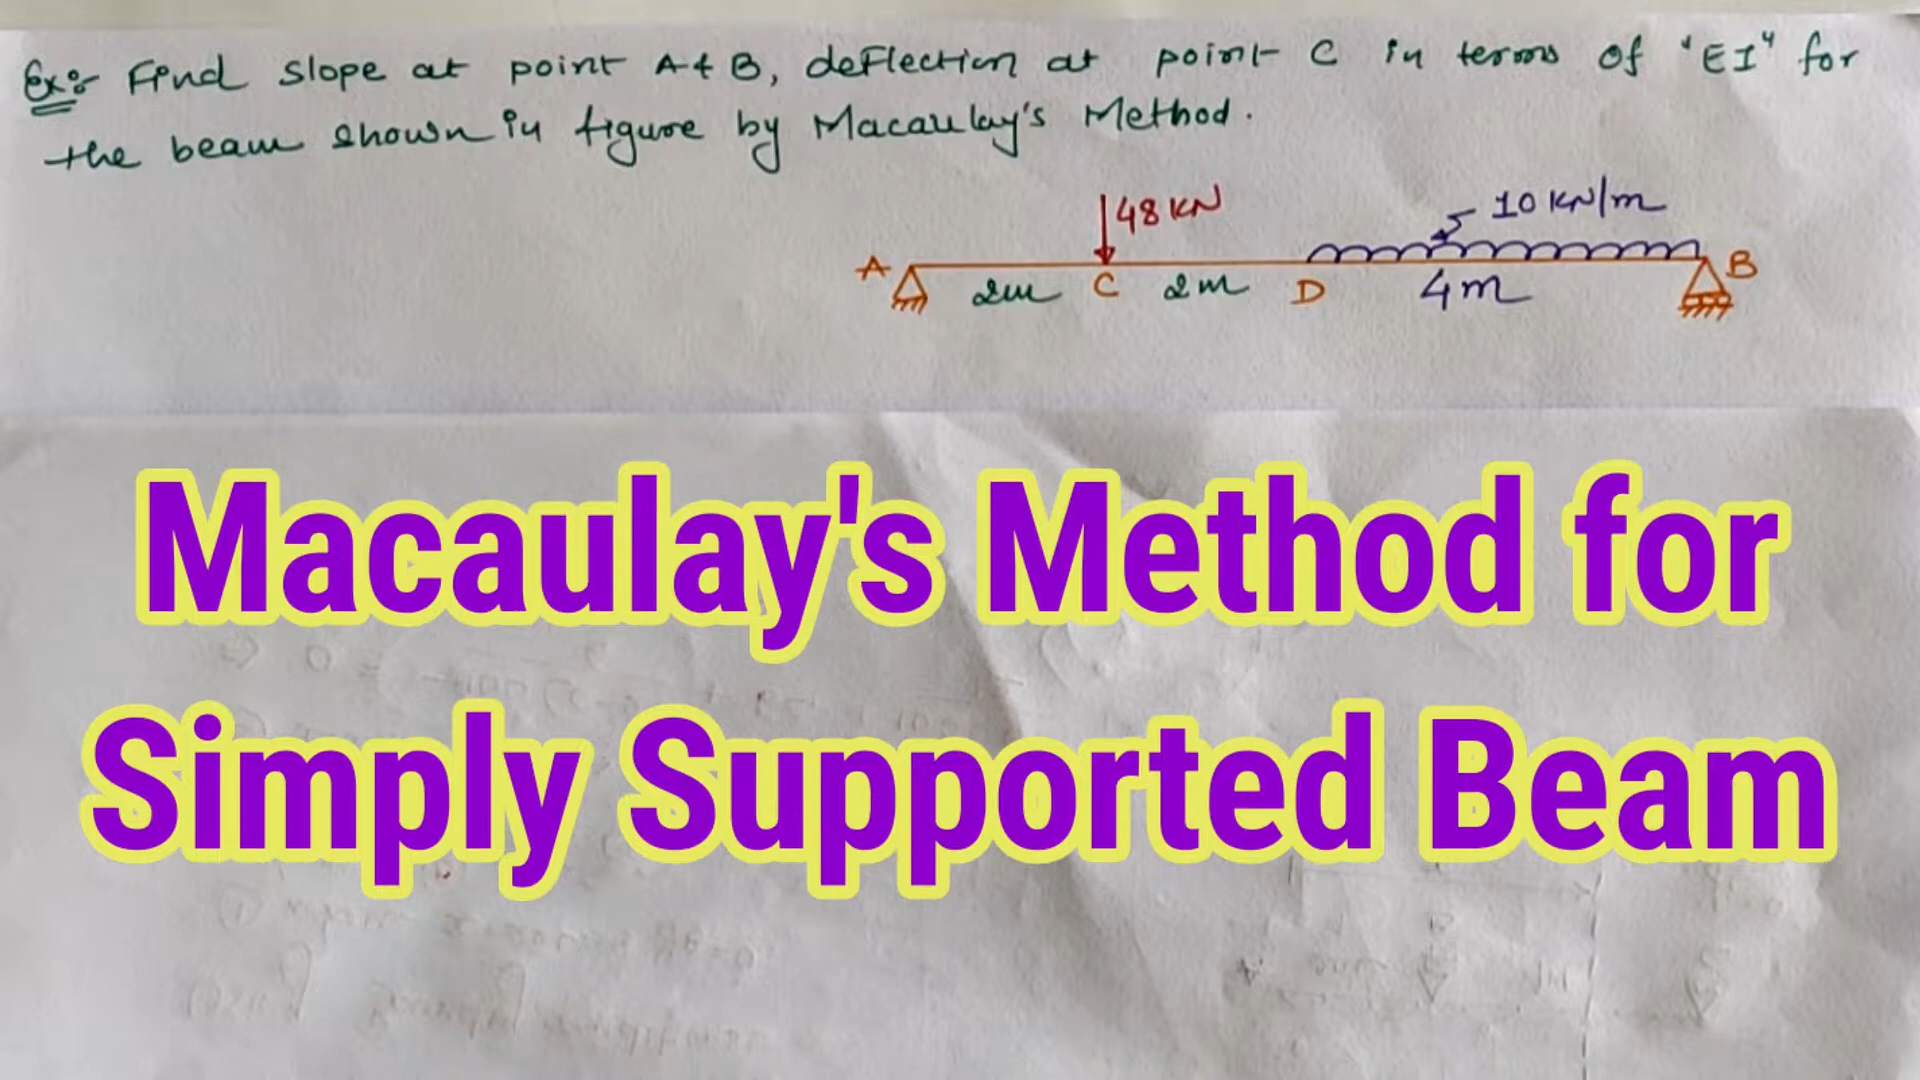 Ex:- Find slope at point A & B, deflection at point C in terms of "EI" for
the beam shown in figure by Macaulay's Method.
48 KN
10 KN/m
A 2m C 2m D 4m B
Macaulay's Method for
Simply Supported Beam